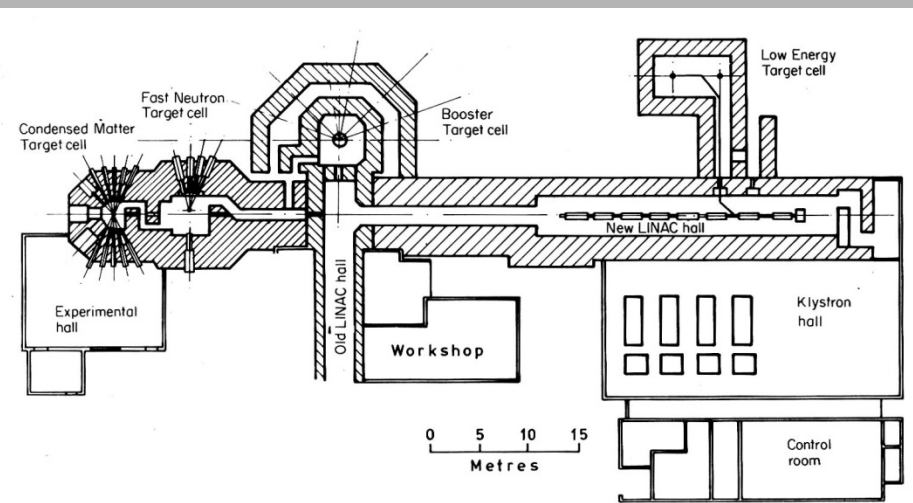 Low Energy
Target cell
Fast Neutron
Target cell
Condensed Matter
Target cell
Booster
Target cell
New LINAC hall
Old LINAC hall
Experimental
hall
Klystron
hall
Workshop
0 5 10 15
Metres
Control
room